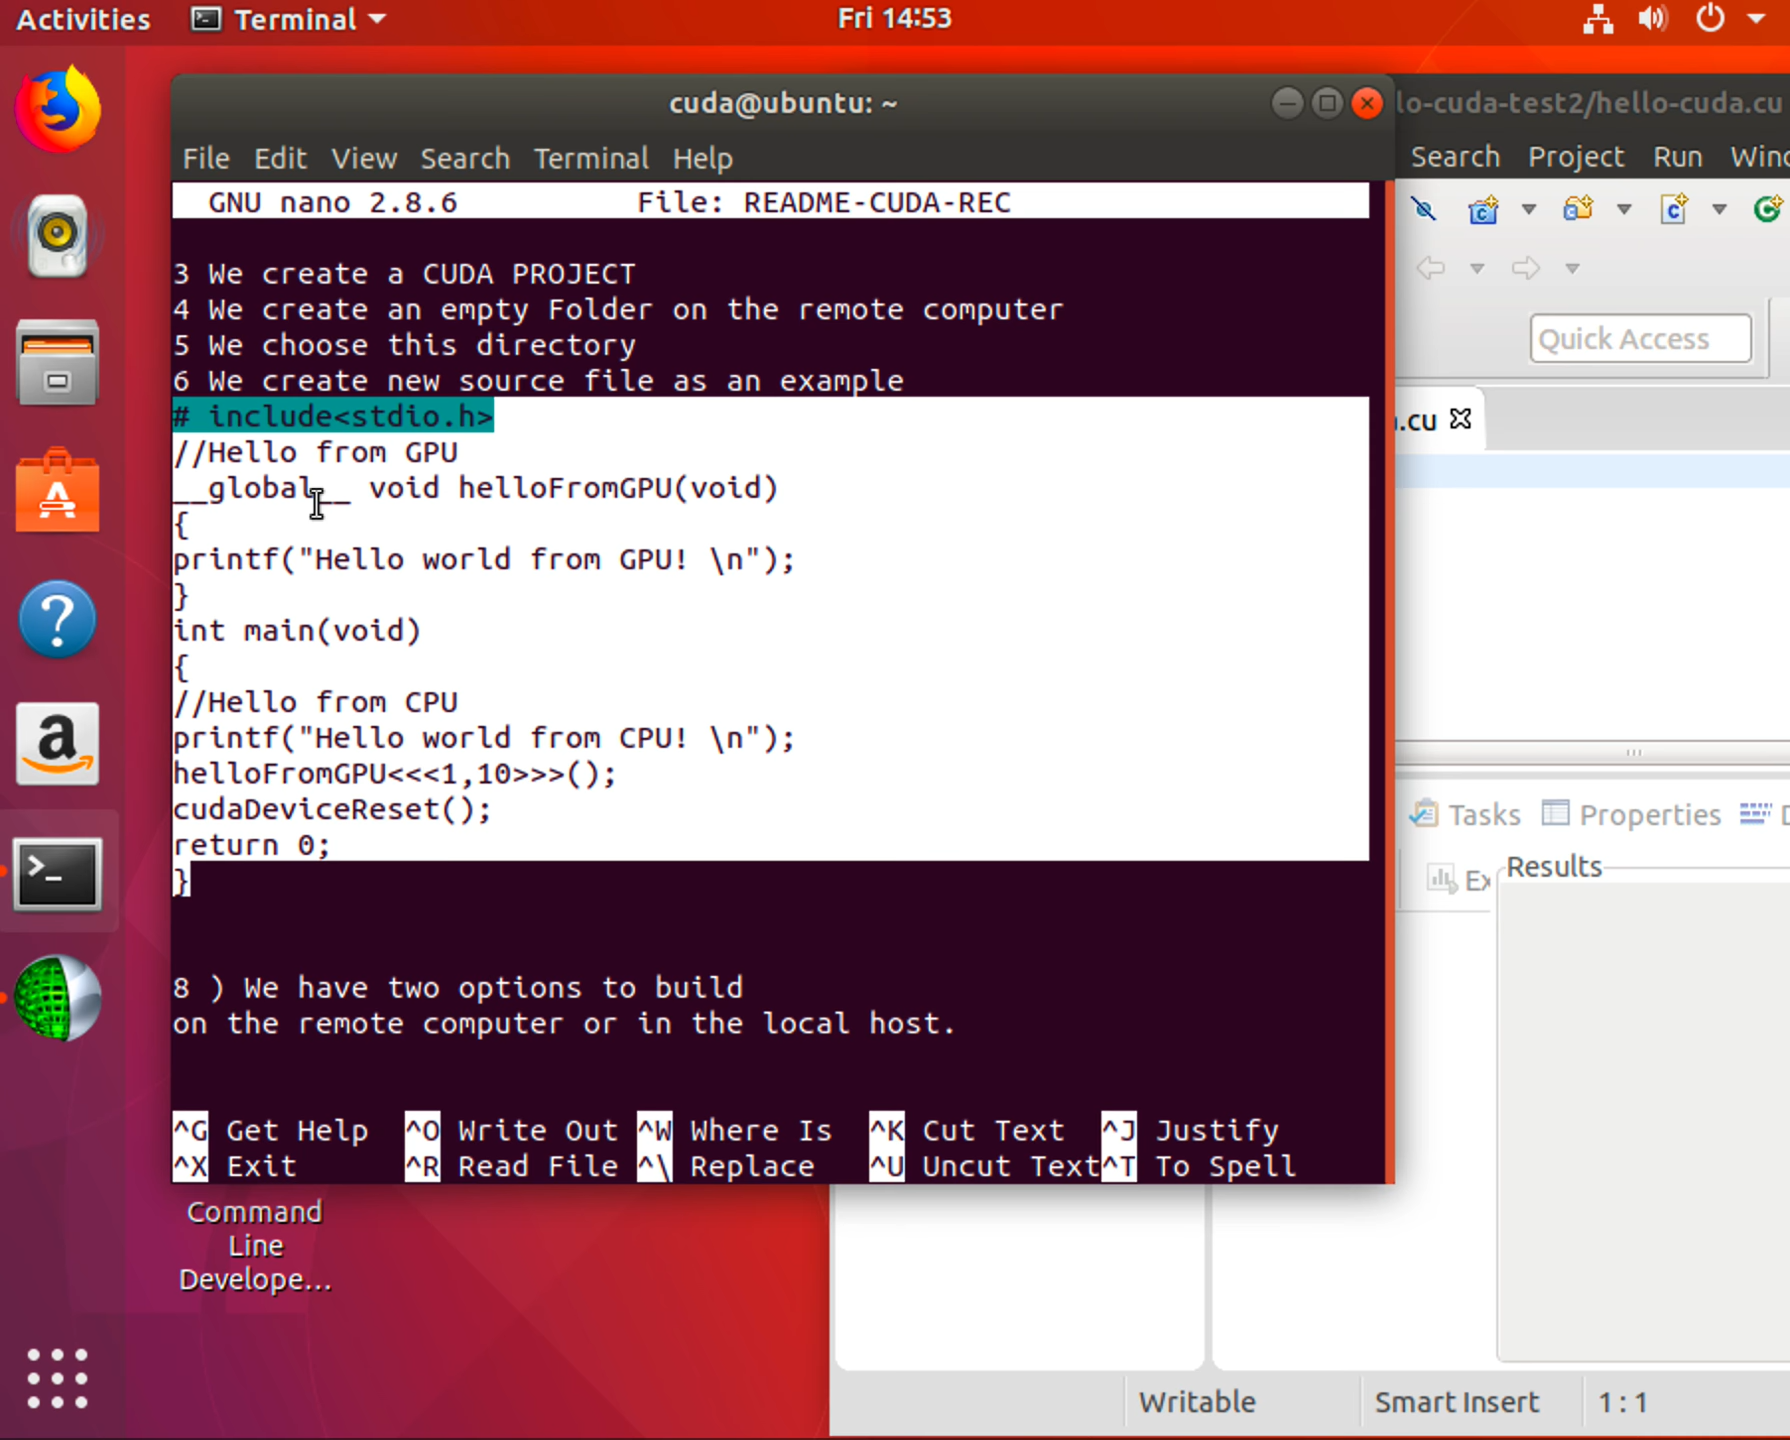 Activities Terminal Fri 14:53
cuda@ubuntu: ~
lo-cuda-test2/hello-cuda.cu
File Edit View Search Terminal Help
Search Project Run Wind
GNU nano 2.8.6 File: README-CUDA-REC
3 We create a CUDA PROJECT
4 We create an empty Folder on the remote computer
5 We choose this directory
6 We create new source file as an example
# include<stdio.h>
//Hello from GPU
__global__ void helloFromGPU(void)
{
printf("Hello world from GPU! \n");
}
int main(void)
{
//Hello from CPU
printf("Hello world from CPU! \n");
helloFromGPU<<<1,10>>>();
cudaDeviceReset();
return 0;
}
8 ) We have two options to build
on the remote computer or in the local host.
^G Get Help ^O Write Out ^W Where Is ^K Cut Text ^J Justify
^X Exit ^R Read File ^\ Replace ^U Uncut Text ^T To Spell
Quick Access
.cu
Tasks Properties
Ex
Results
Command
Line
Develope...
Writable Smart Insert 1 : 1